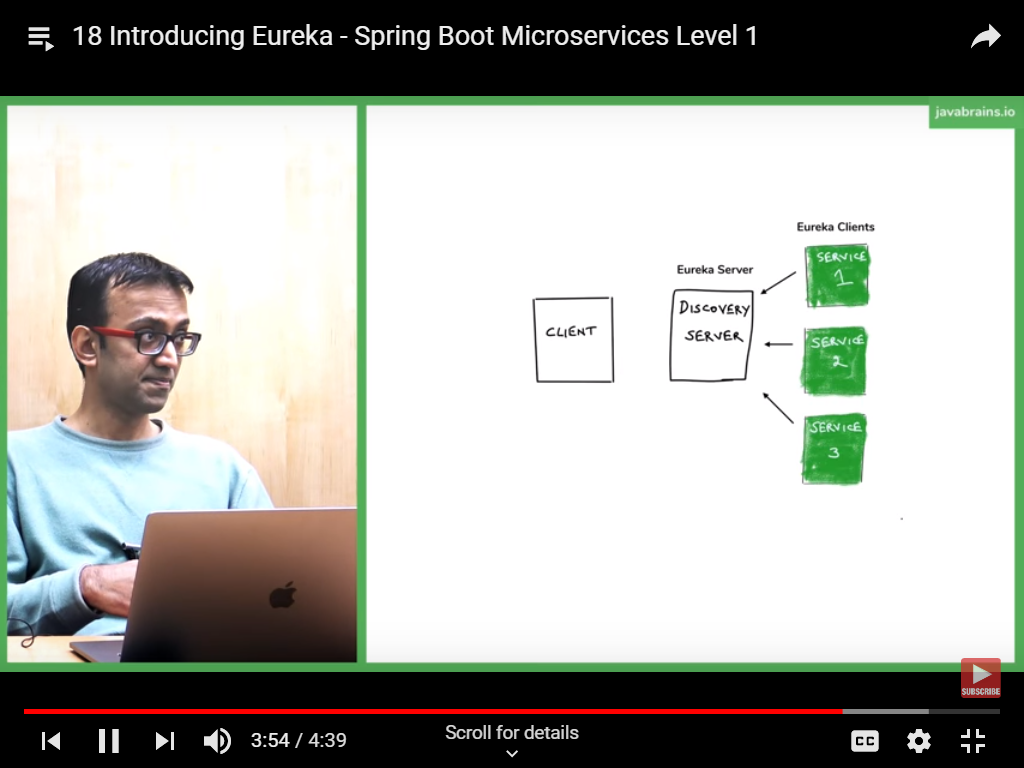 18 Introducing Eureka - Spring Boot Microservices Level 1
javabrains.io
Eureka Clients
SERVICE
1
Eureka Server
DISCOVERY
SERVER
CLIENT
SERVICE
2
SERVICE
3
SUBSCRIBE
3:54 / 4:39
Scroll for details
CC